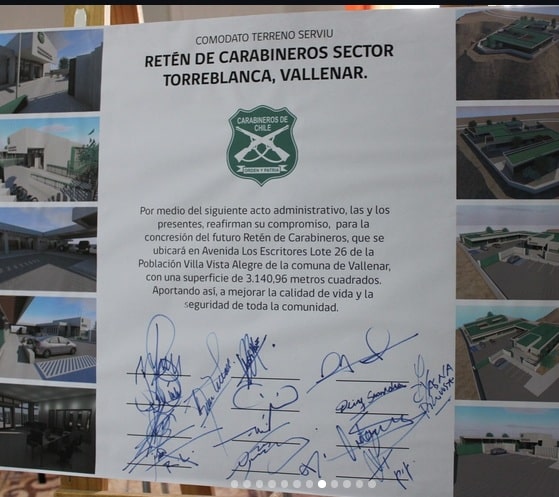 COMODATO TERRENO SERVIU
RETÉN DE CARABINEROS SECTOR
TORREBLANCA, VALLENAR.
CARABINEROS DE
CHILE
ORDEN Y PATRIA
Por medio del siguiente acto administrativo, las y los
presentes, reafirman su compromiso, para la
concresión del futuro Retén de Carabineros, que se
ubicará en Avenida Los Escritores Lote 26 de la
Población Villa Vista Alegre de la comuna de Vallenar,
con una superficie de 3.140,96 metros cuadrados.
Aportando así, a mejorar la calidad de vida y la
seguridad de toda la comunidad.